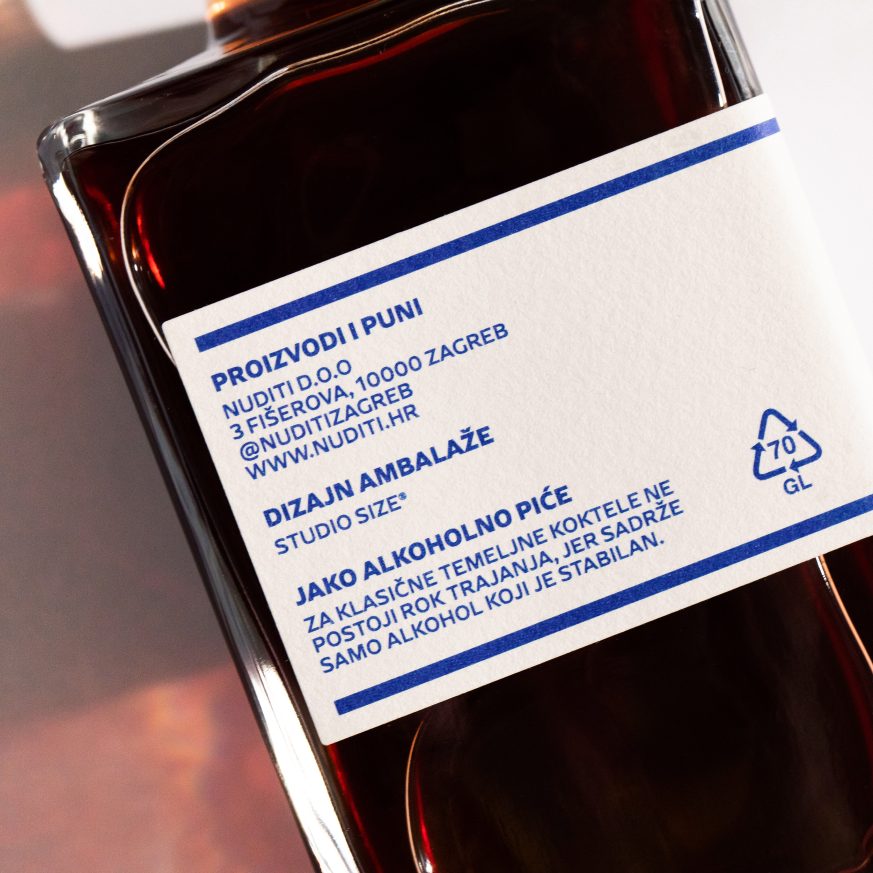 PROIZVODI I PUNI
NUDITI D.O.O
3 FIŠEROVA, 10000 ZAGREB
@NUDITIZAGREB
WWW.NUDITI.HR
DIZAJN AMBALAŽE
STUDIO SIZE®
JAKO ALKOHOLNO PIĆE
ZA KLASIČNE TEMELJNE KOKTELE NE
POSTOJI ROK TRAJANJA, JER SADRŽE
SAMO ALKOHOL KOJI JE STABILAN.
70
GL